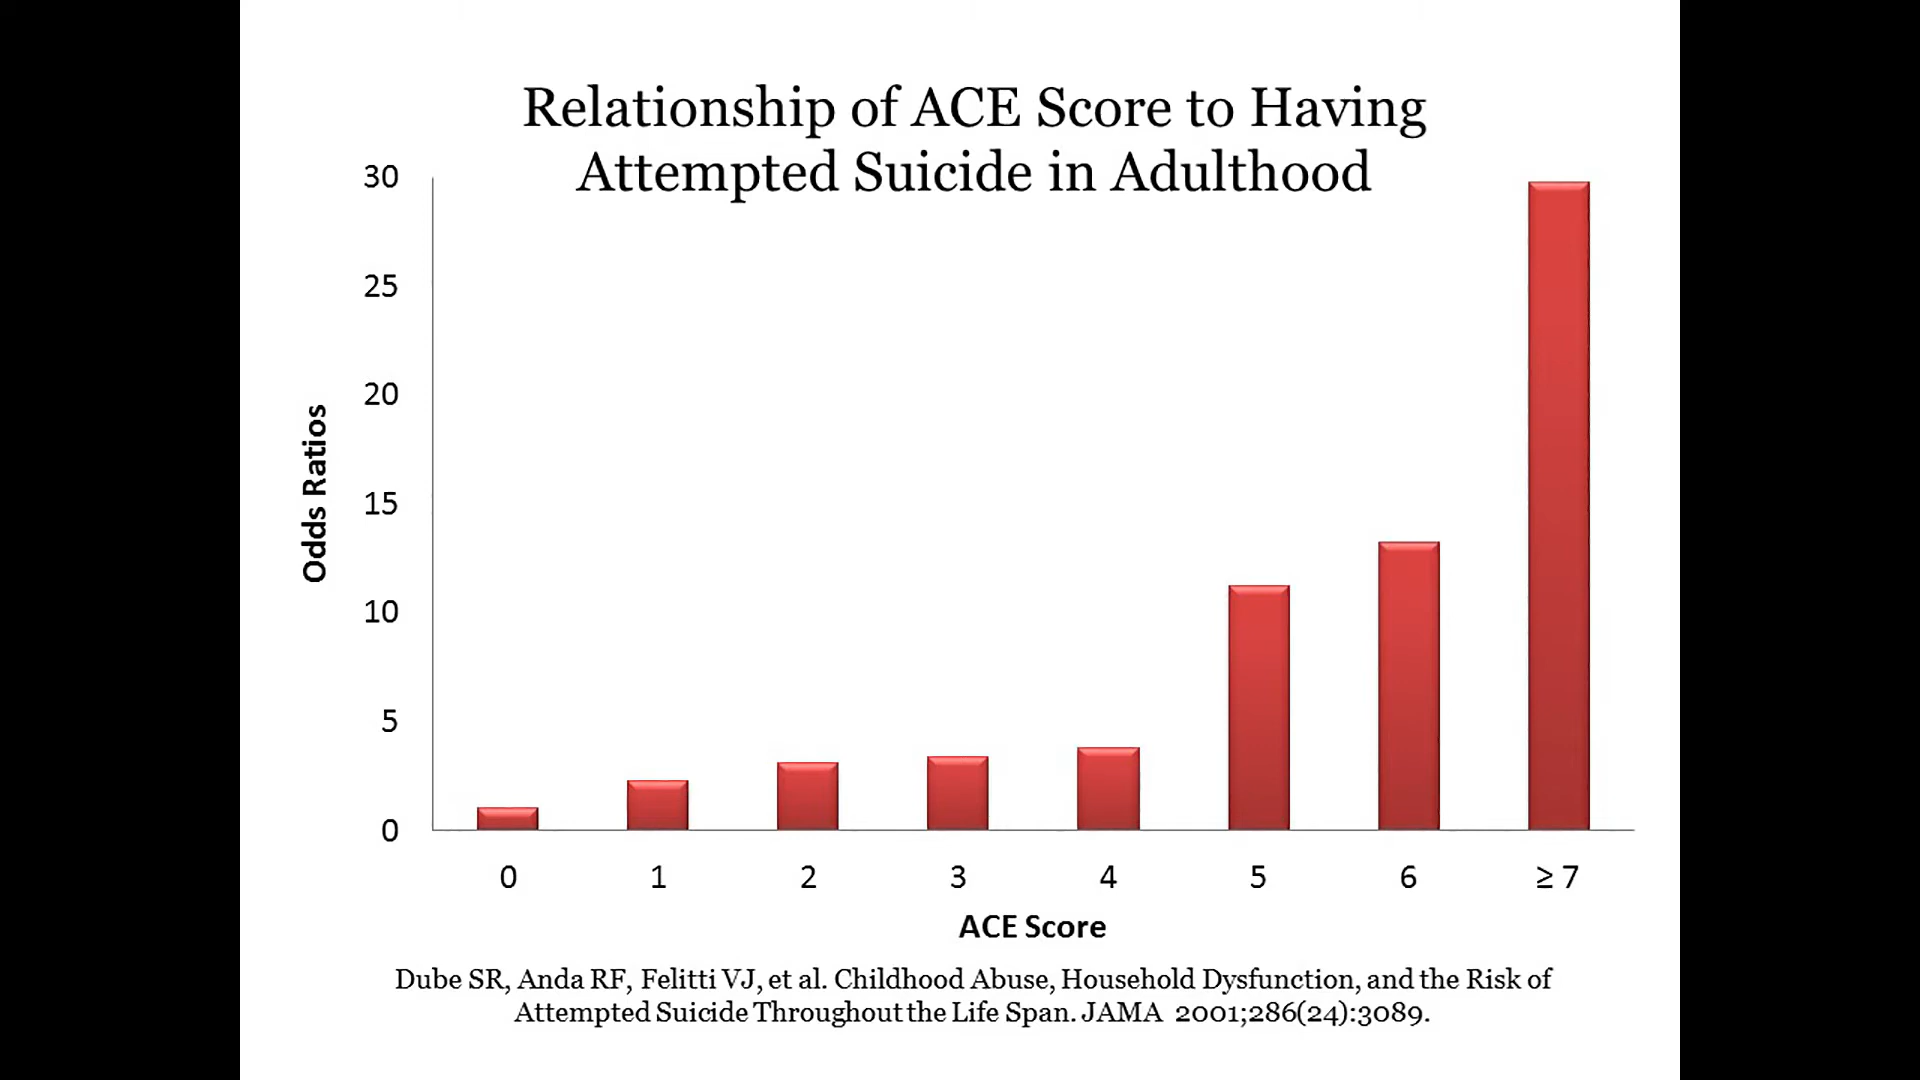 Relationship of ACE Score to Having
Attempted Suicide in Adulthood
30
25
20
15
10
5
0
Odds Ratios
0 1 2 3 4 5 6 ≥ 7
ACE Score
Dube SR, Anda RF, Felitti VJ, et al. Childhood Abuse, Household Dysfunction, and the Risk of
Attempted Suicide Throughout the Life Span. JAMA 2001;286(24):3089.